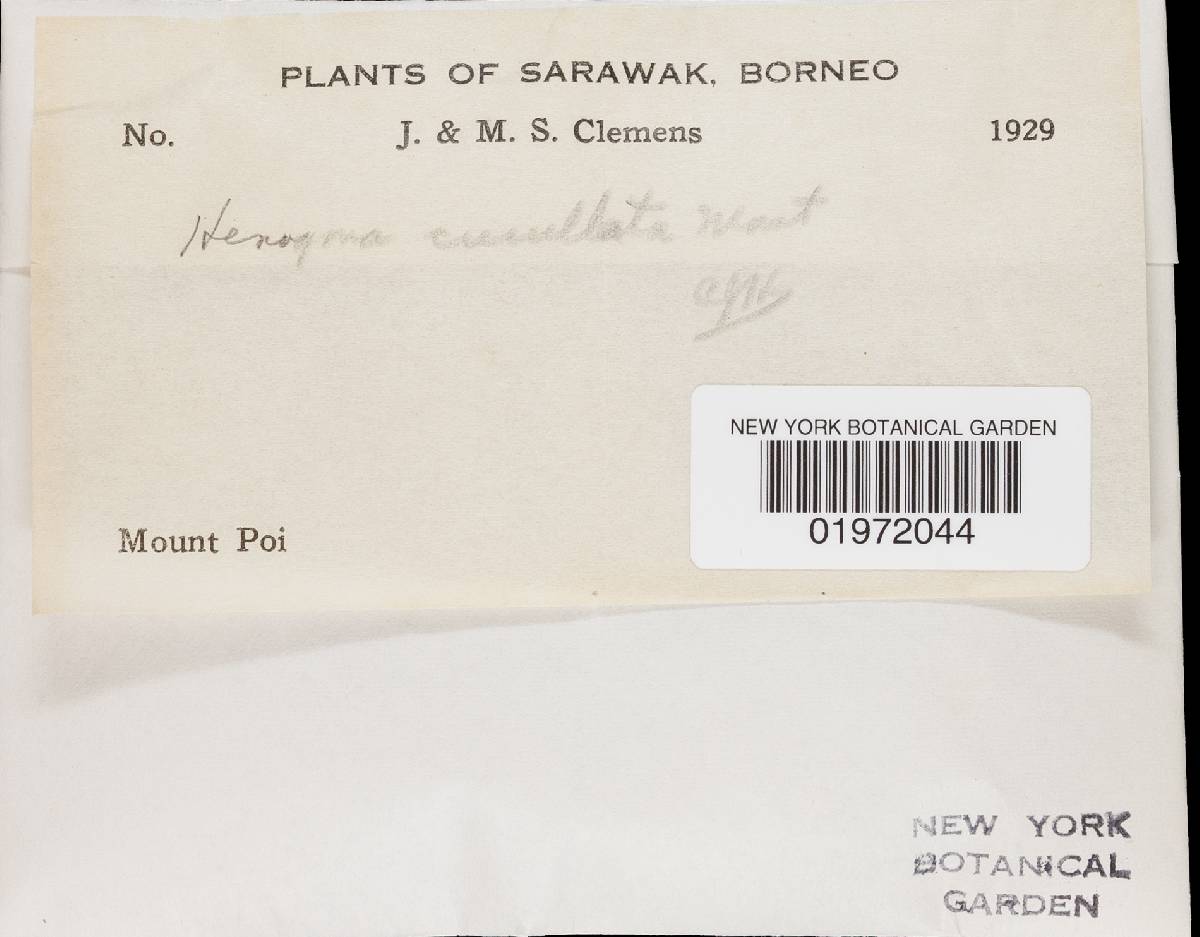 PLANTS OF SARAWAK, BORNEO
No. J. & M. S. Clemens 1929
Hexogma cucullata Mont
CGL
Mount Poi
NEW YORK BOTANICAL GARDEN
01972044
NEW YORK
BOTANICAL
GARDEN